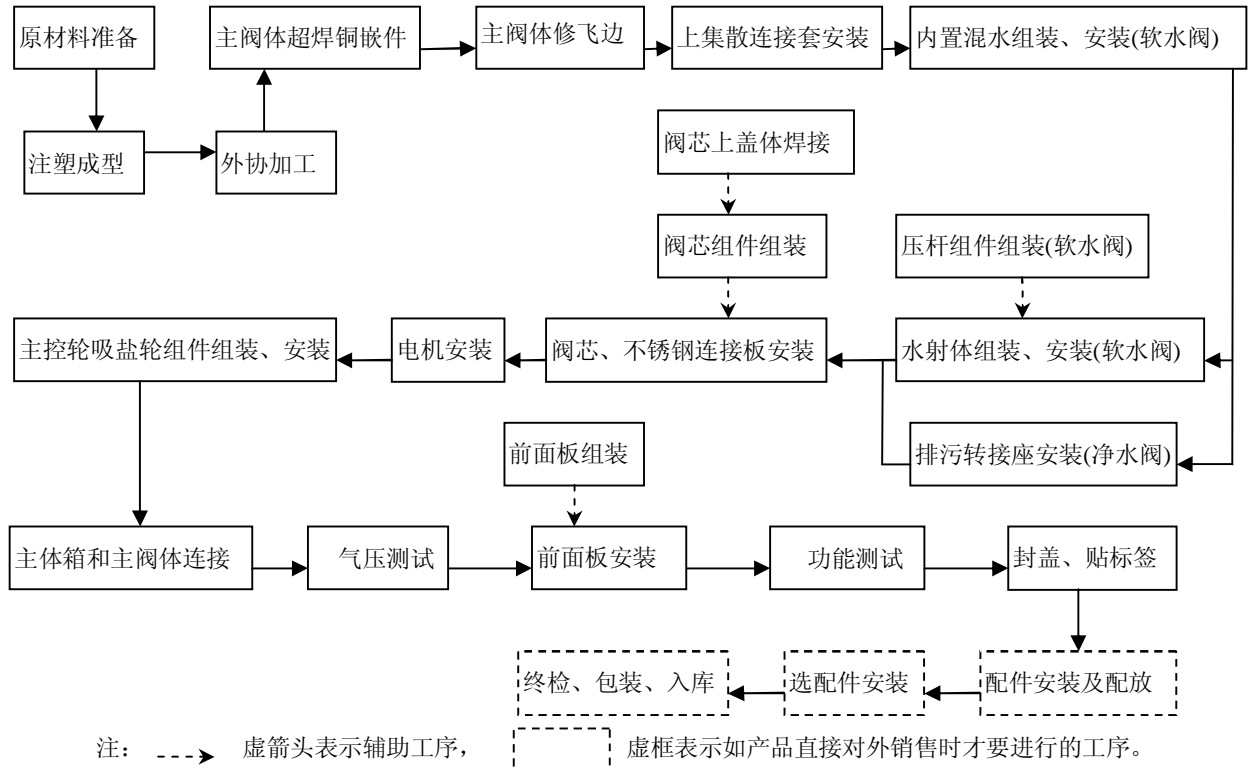 原材料准备
主阀体超焊铜嵌件
主阀体修飞边
上集散连接套安装
内置混水组装、安装(软水阀)
注塑成型
外协加工
阀芯上盖体焊接
阀芯组件组装
压杆组件组装(软水阀)
主控轮吸盐轮组件组装、安装
电机安装
阀芯、不锈钢连接板安装
水射体组装、安装(软水阀)
前面板组装
排污转接座安装(净水阀)
主体箱和主阀体连接
气压测试
前面板安装
功能测试
封盖、贴标签
终检、包装、入库
选配件安装
配件安装及配放
注： 虚箭头表示辅助工序， 虚框表示如产品直接对外销售时才要进行的工序。